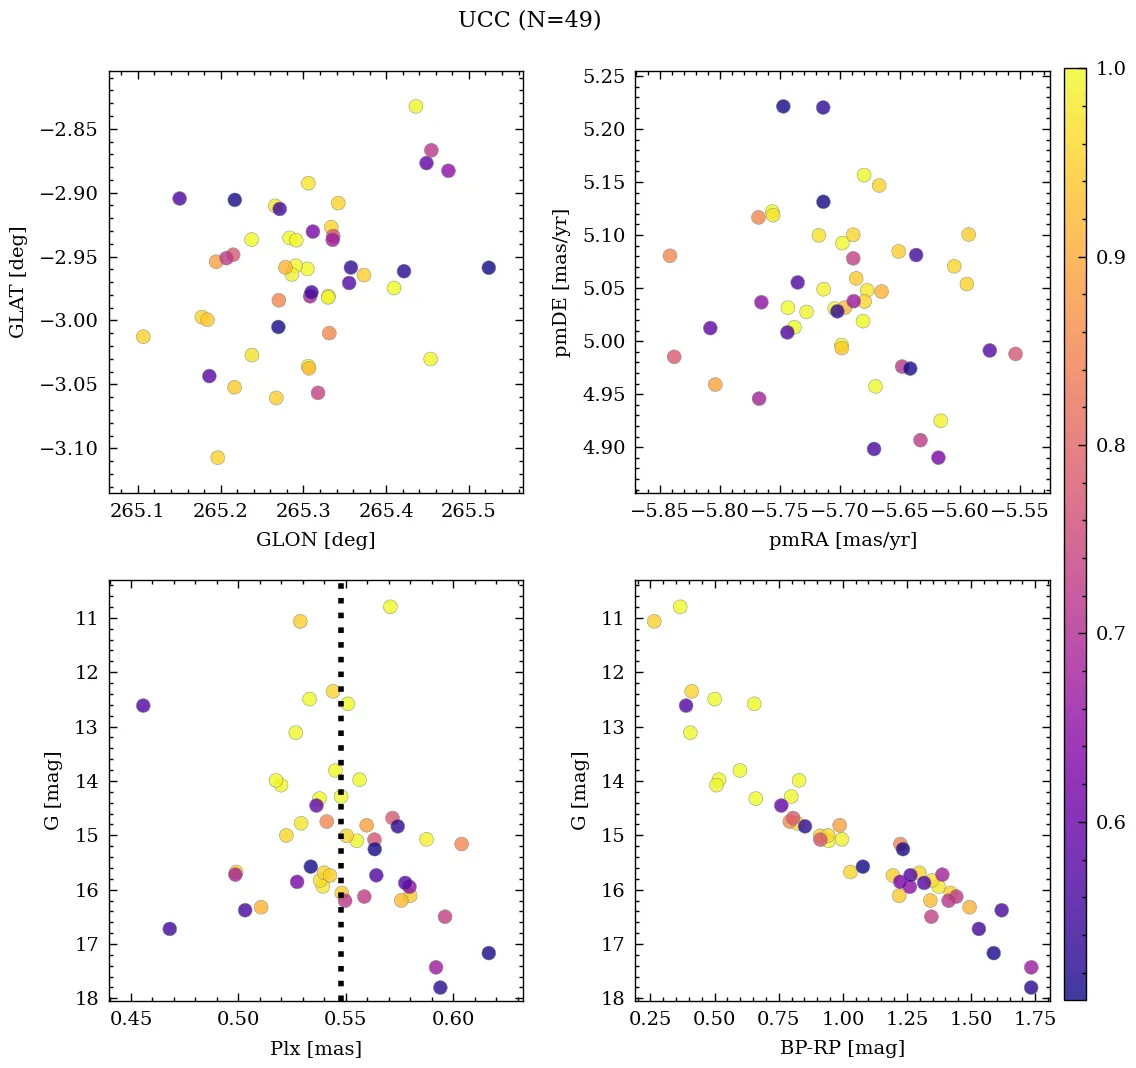 UCC (N=49)
−2.85
−2.90
−2.95
−3.00
−3.05
−3.10
GLAT [deg]
265.1 265.2 265.3 265.4 265.5
GLON [deg]
5.25
5.20
5.15
5.10
5.05
5.00
4.95
4.90
pmDE [mas/yr]
−5.85 −5.80 −5.75 −5.70 −5.65 −5.60 −5.55
pmRA [mas/yr]
1.0
0.9
0.8
0.7
0.6
11
12
13
14
15
16
17
18
G [mag]
0.45 0.50 0.55 0.60
Plx [mas]
11
12
13
14
15
16
17
18
G [mag]
0.25 0.50 0.75 1.00 1.25 1.50 1.75
BP-RP [mag]